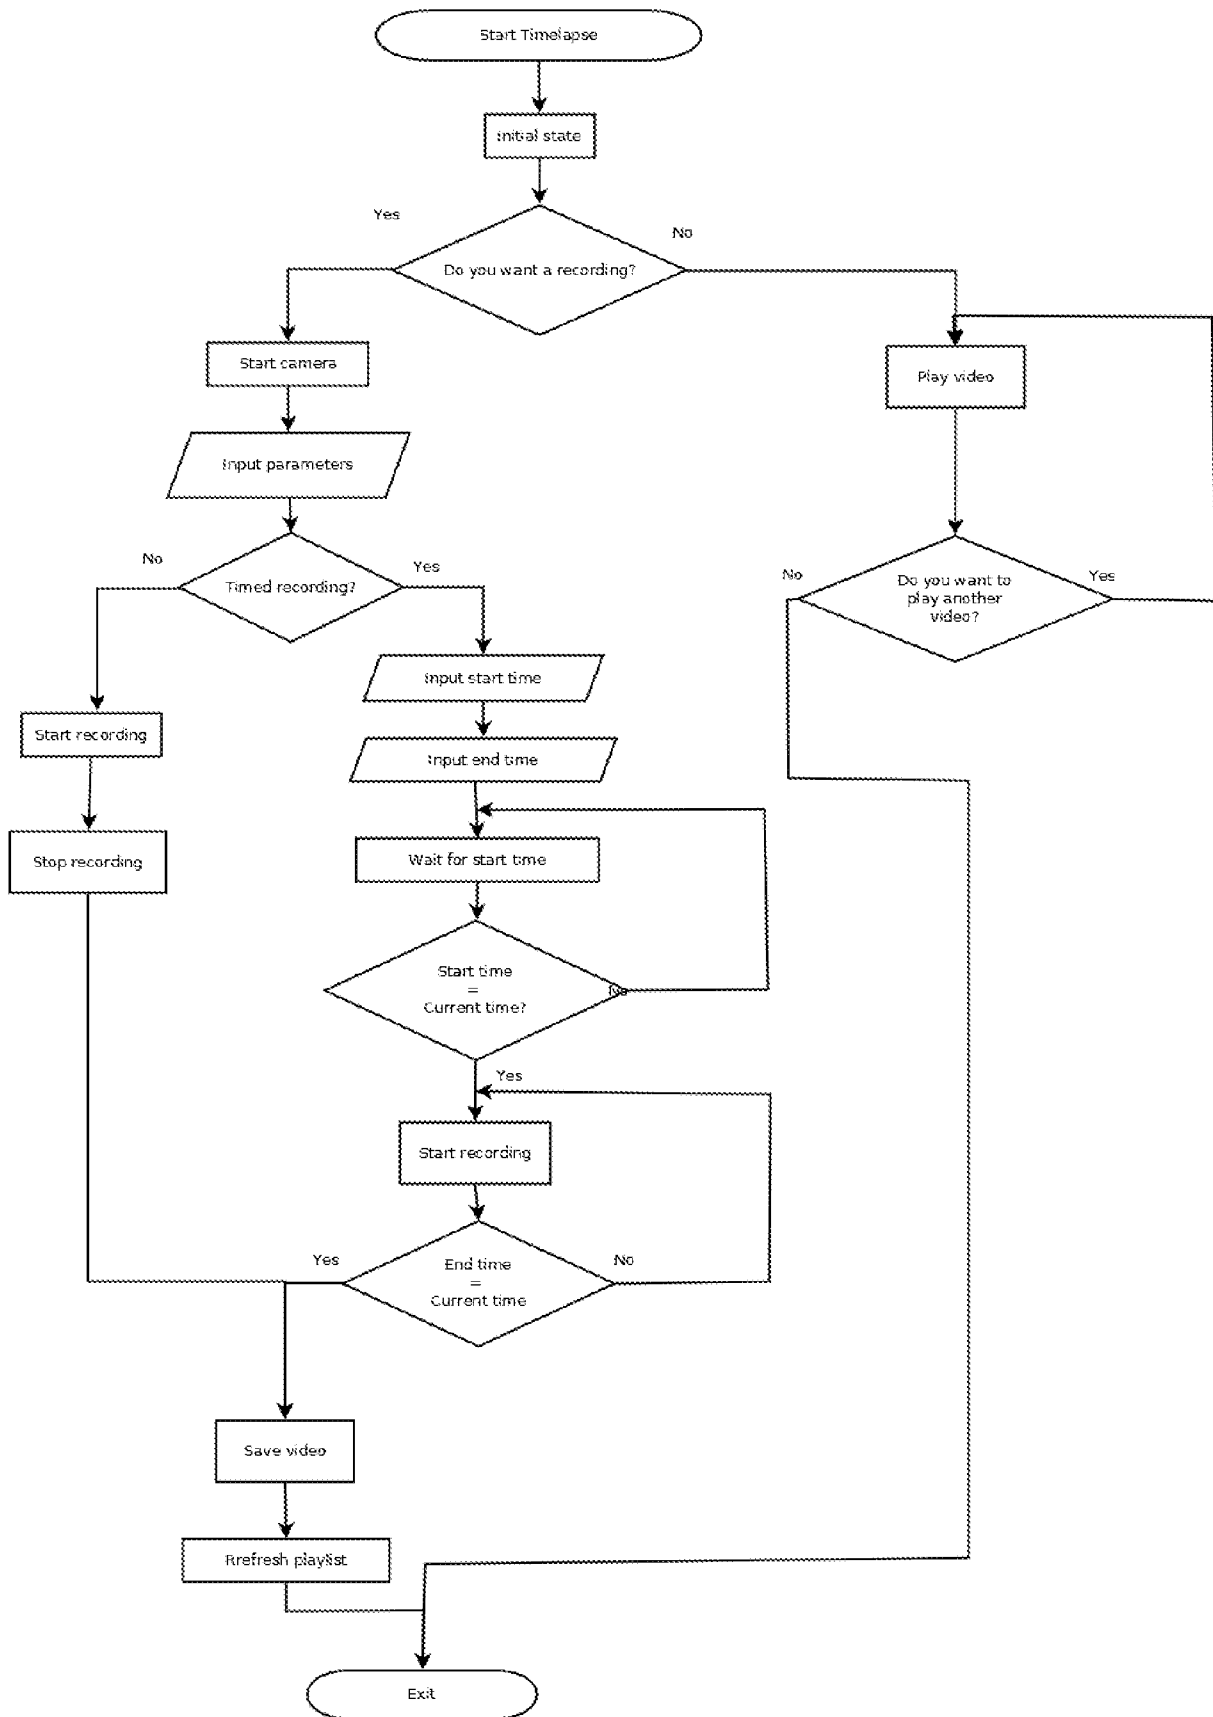 Start Timelapse
Initial state
Yes
No
Do you want a recording?
Start camera
Play video
Input parameters
No
Yes
Timed recording?
No
Yes
Do you want to
play another
video?
Input start time
Start recording
Input end time
Stop recording
Wait for start time
Start time
=
Current time?
No
Yes
Start recording
Yes
No
End time
=
Current time
Save video
Rrefresh playlist
Exit